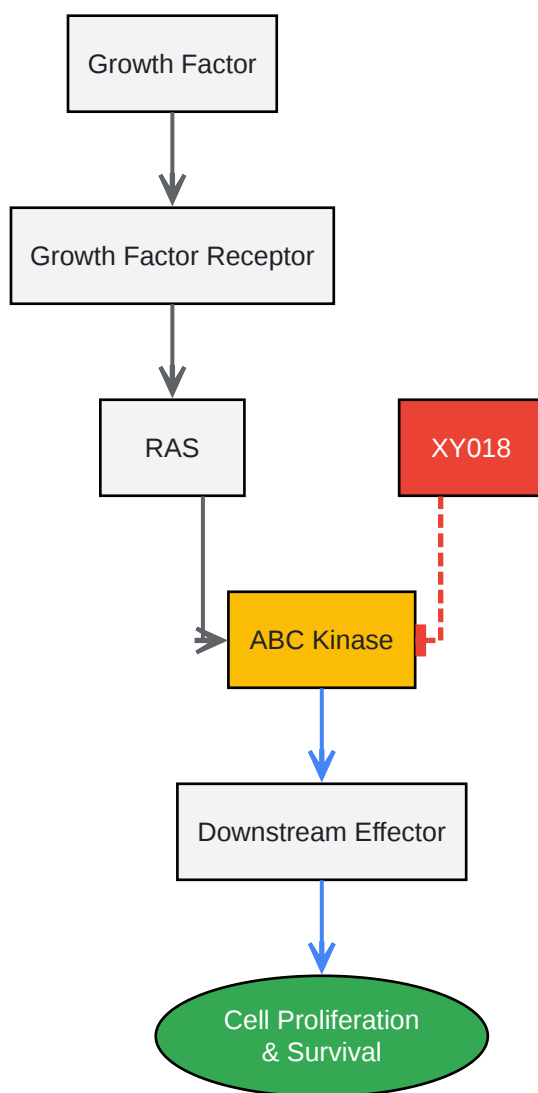 Growth Factor
Growth Factor Receptor
RAS
XY018
ABC Kinase
Downstream Effector
Cell Proliferation
& Survival